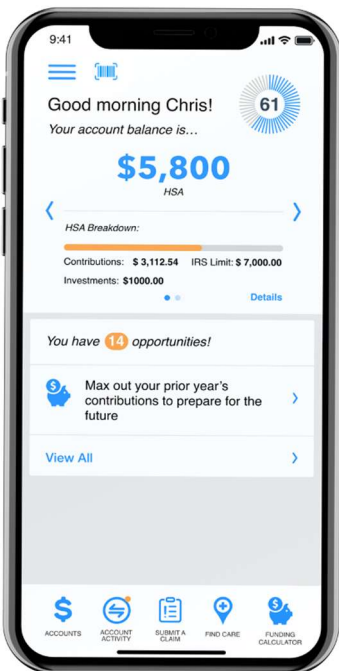 9:41
Good morning Chris!
61
Your account balance is...
$5,800
HSA
HSA Breakdown:
Contributions: $ 3,112.54 IRS Limit: $ 7,000.00
Investments: $1000.00
Details
You have 14 opportunities!
$
Max out your prior year's
contributions to prepare for the
future
View All
$
$
ACCOUNTS
ACCOUNT
ACTIVITY
SUBMIT A
CLAIM
FIND CARE
FUNDING
CALCULATOR